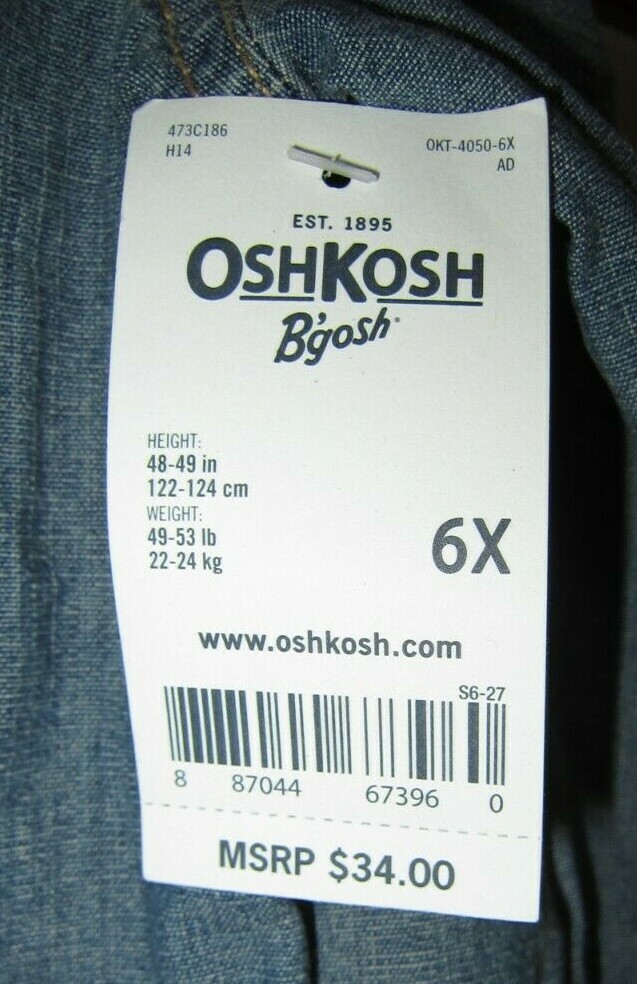 473C186
H14
OKT-4050-6X
AD
EST. 1895
OSHKOSH
B'gosh®
HEIGHT:
48-49 in
122-124 cm
WEIGHT:
49-53 lb
22-24 kg
6X
www.oshkosh.com
S6-27
8 87044 67396 0
MSRP $34.00